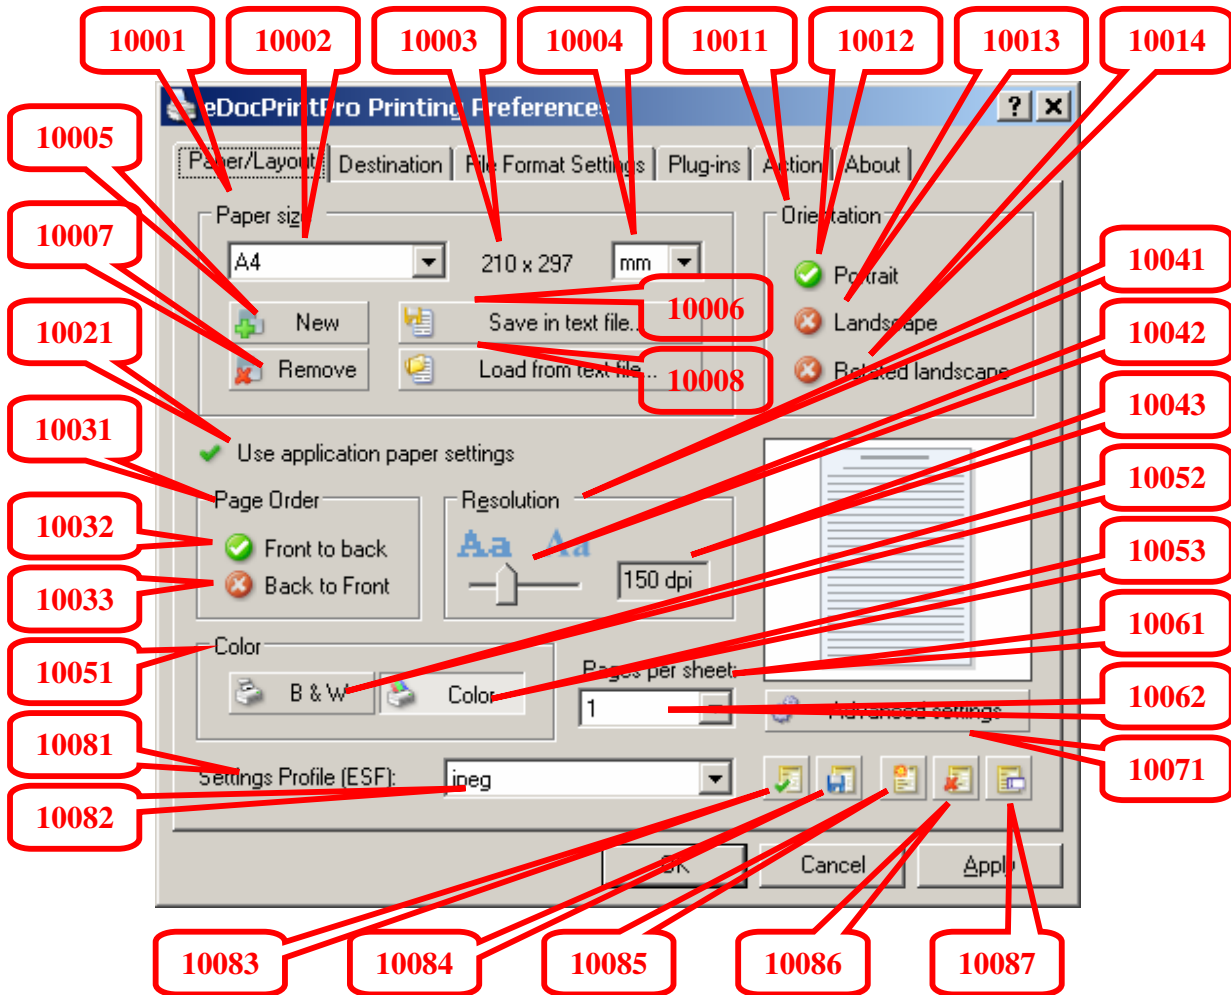 10001 10002 10003 10004 10011 10012 10013 10014
eDocPrintPro Printing Preferences
10005
Paper/Layout Destination File Format Settings Plug-ins Action About
Paper size Orientation
10007
A4 210 x 297 mm Portrait 10041
10006
New Save in text file... Landscape
10021 10042
Remove Load from text file... Rotated landscape
10008
10043
10031
Use application paper settings
10052
Page Order Resolution
10032
Front to back Aa Aa
10053
Back to Front 150 dpi
10033
10061
10051 Color
Pages per sheet:
B & W Color 10062
1 Advanced settings
10081
10071
Settings Profile (ESF): jpeg
10082
OK Cancel Apply
10083 10084 10085 10086 10087